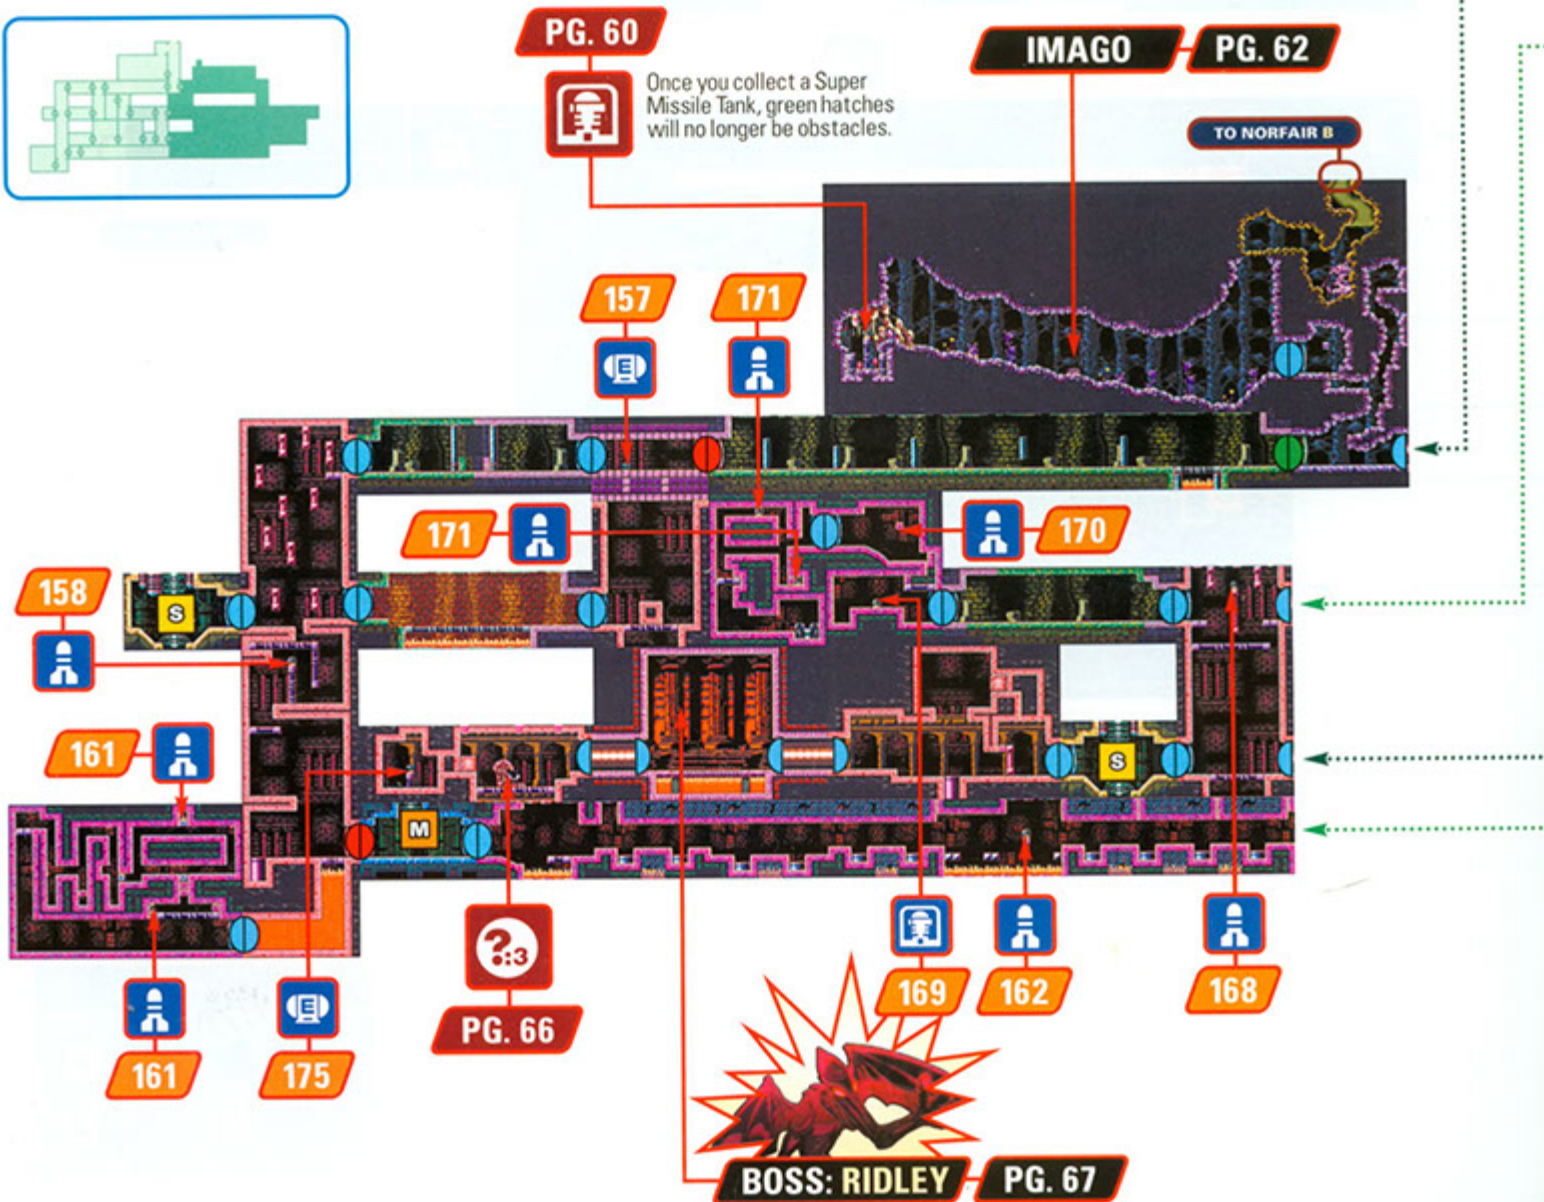 PG. 60
Once you collect a Super
Missile Tank, green hatches
will no longer be obstacles.
IMAGO
PG. 62
TO NORFAIR B
157
E
171
171
170
158
S
161
S
M
?:3
PG. 66
169
162
168
161
E
175
BOSS: RIDLEY
PG. 67